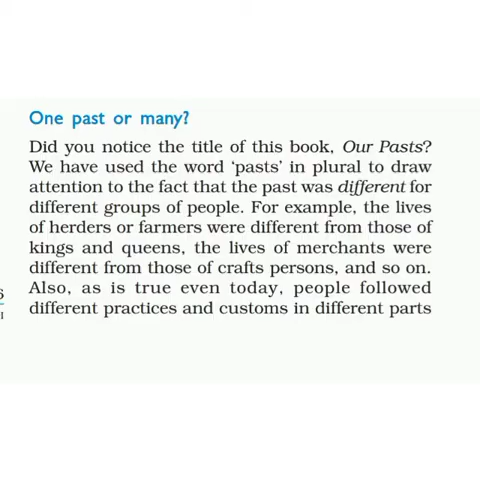 One past or many?
Did you notice the title of this book, Our Pasts?
We have used the word ‘pasts’ in plural to draw
attention to the fact that the past was different for
different groups of people. For example, the lives
of herders or farmers were different from those of
kings and queens, the lives of merchants were
different from those of crafts persons, and so on.
Also, as is true even today, people followed
different practices and customs in different parts